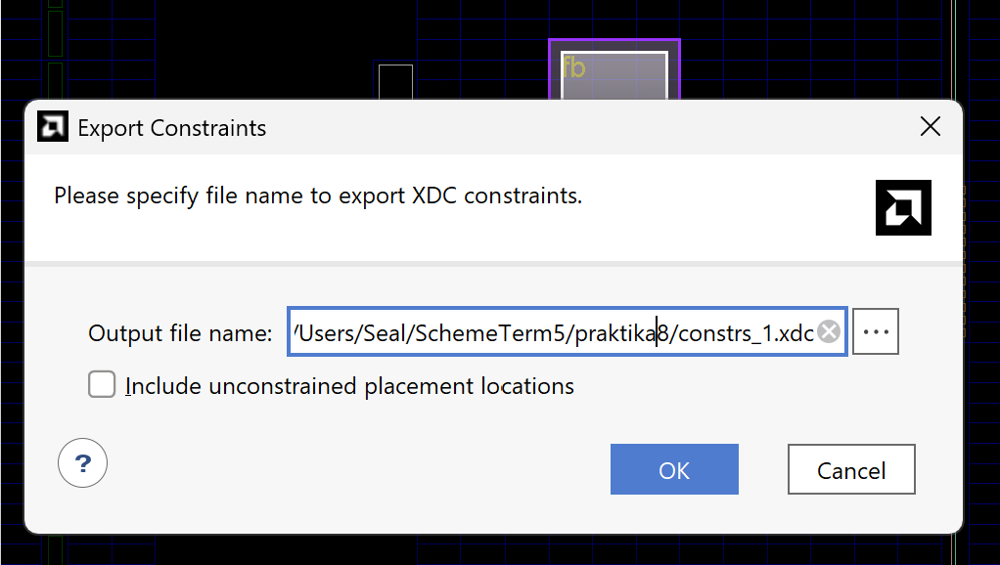 fb
Export Constraints
Please specify file name to export XDC constraints.
Output file name: /Users/Seal/SchemeTerm5/praktika8/constrs_1.xdc ...
Include unconstrained placement locations
? OK Cancel